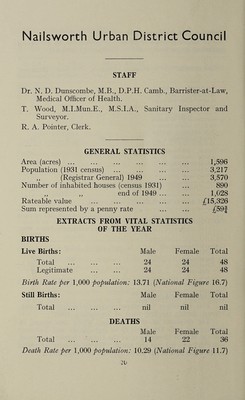 Nailsworth Urban District Council
STAFF
Dr. N. D. Dunscombe, M.B., D.P.H. Camb., Barrister-at-Law,
Medical Officer of Health.
T. Wood, M.I.Mun.E., M.S.I.A., Sanitary Inspector and
Surveyor.
R. A. Pointer, Clerk.
GENERAL STATISTICS
Area (acres) ... ... ... ... ... ... 1,596
Population (1931 census) ... ... ... ... 3,217
„ (Registrar General) 1949 ... ... 3,570
Number of inhabited houses (census 1931) ... 890
„ „ end of 1949 ... ... 1,028
Rateable value ... ... ... ... ... £15,326
Sum represented by a penny rate ... ... £59¾
EXTRACTS FROM VITAL STATISTICS
OF THE YEAR
BIRTHS
Live Births: Male Female Total
Total ... ... ... 24 24 48
Legitimate ... ... 24 24 48
Birth Rate per 1,000 population: 13.71 (National Figure 16.7)
Still Births: Male Female Total
Total ... ... ... nil nil nil
DEATHS
Male Female Total
Total ... ... ... 14 22 36
Death Rate per 1,000 population: 10.29 (National Figure 11.7)